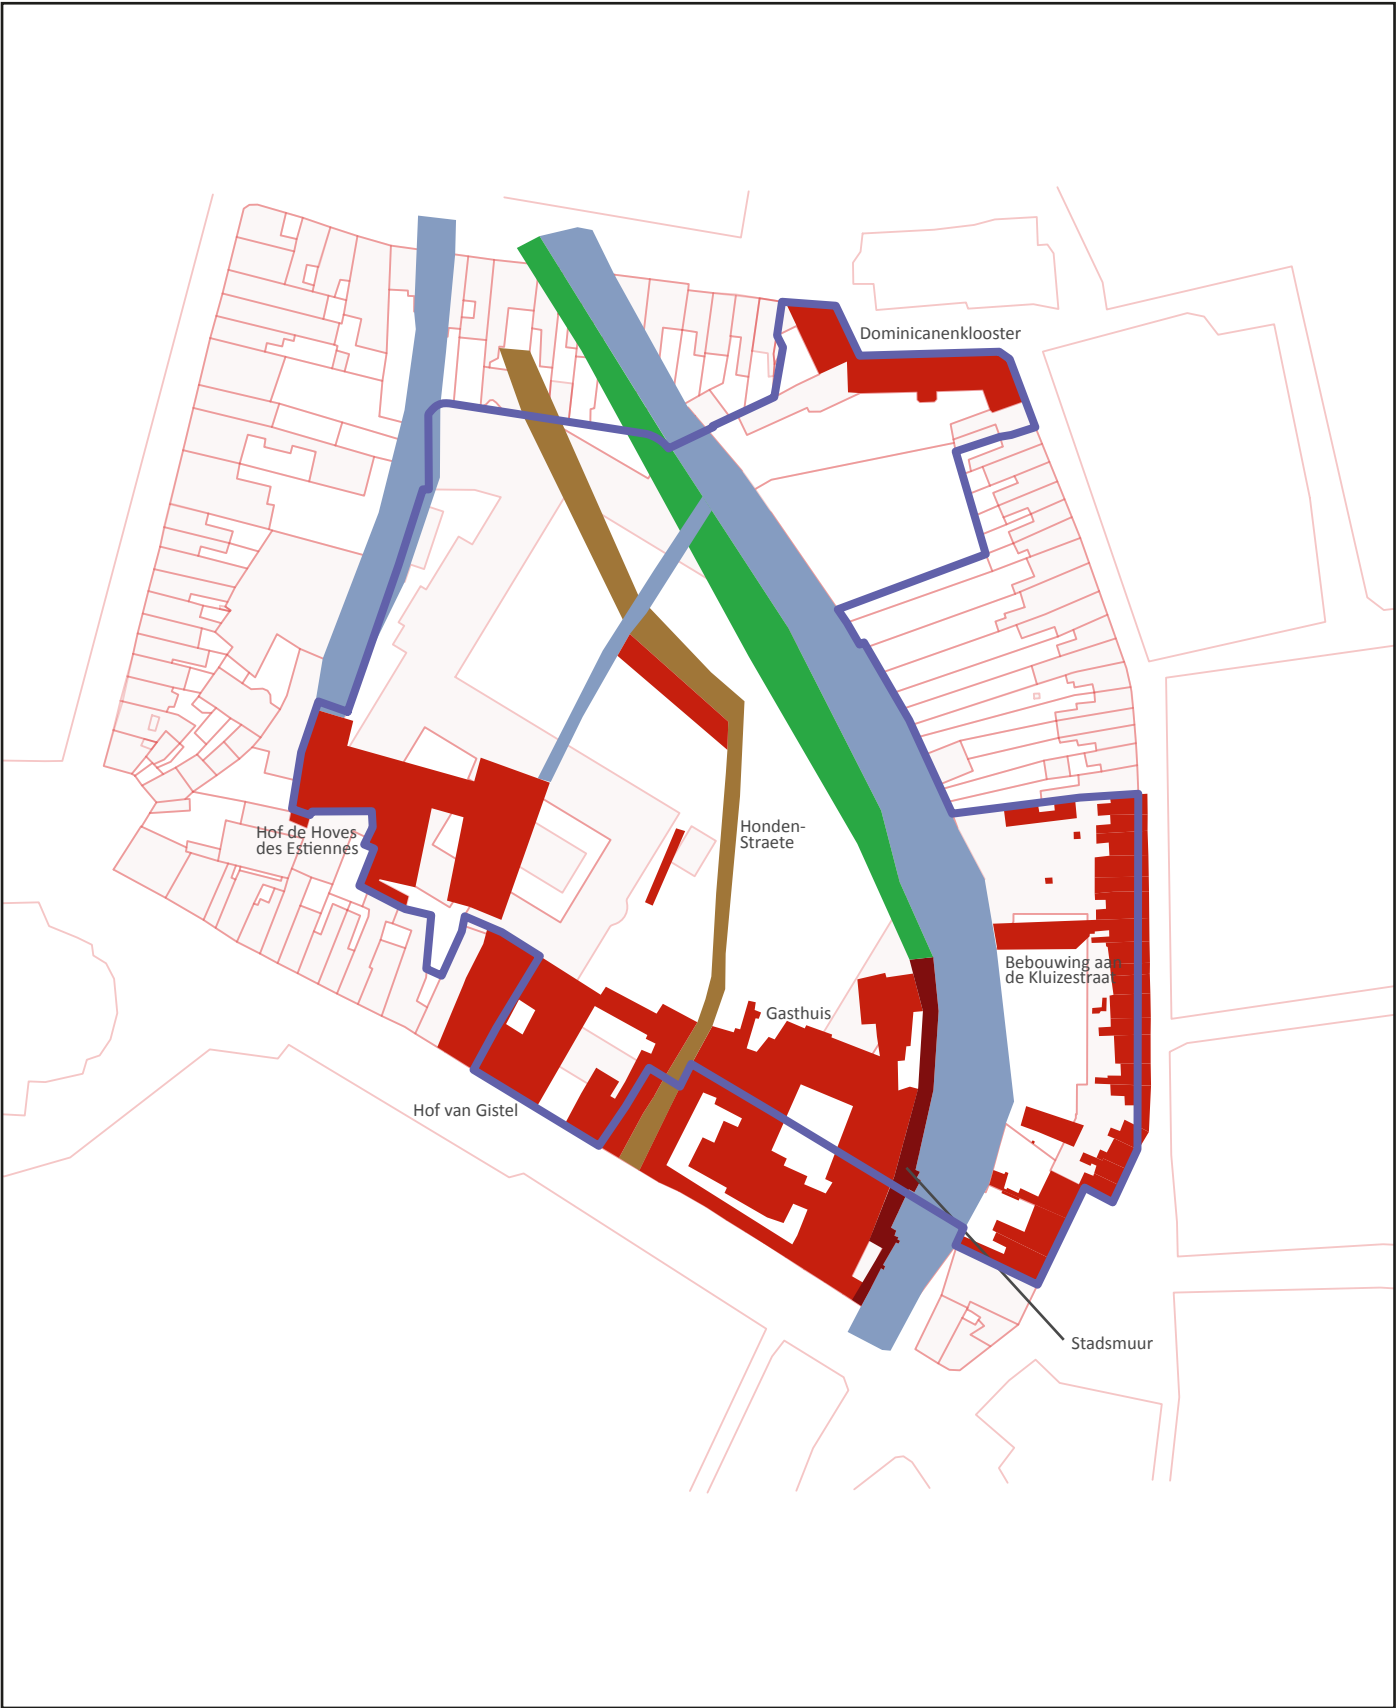 Dominicanenklooster
Honden-
Straete
Hof de Hoves
des Estiennes
Bebouwing aan
de Kluizestraat
Gasthuis
Hof van Gistel
Stadsmuur